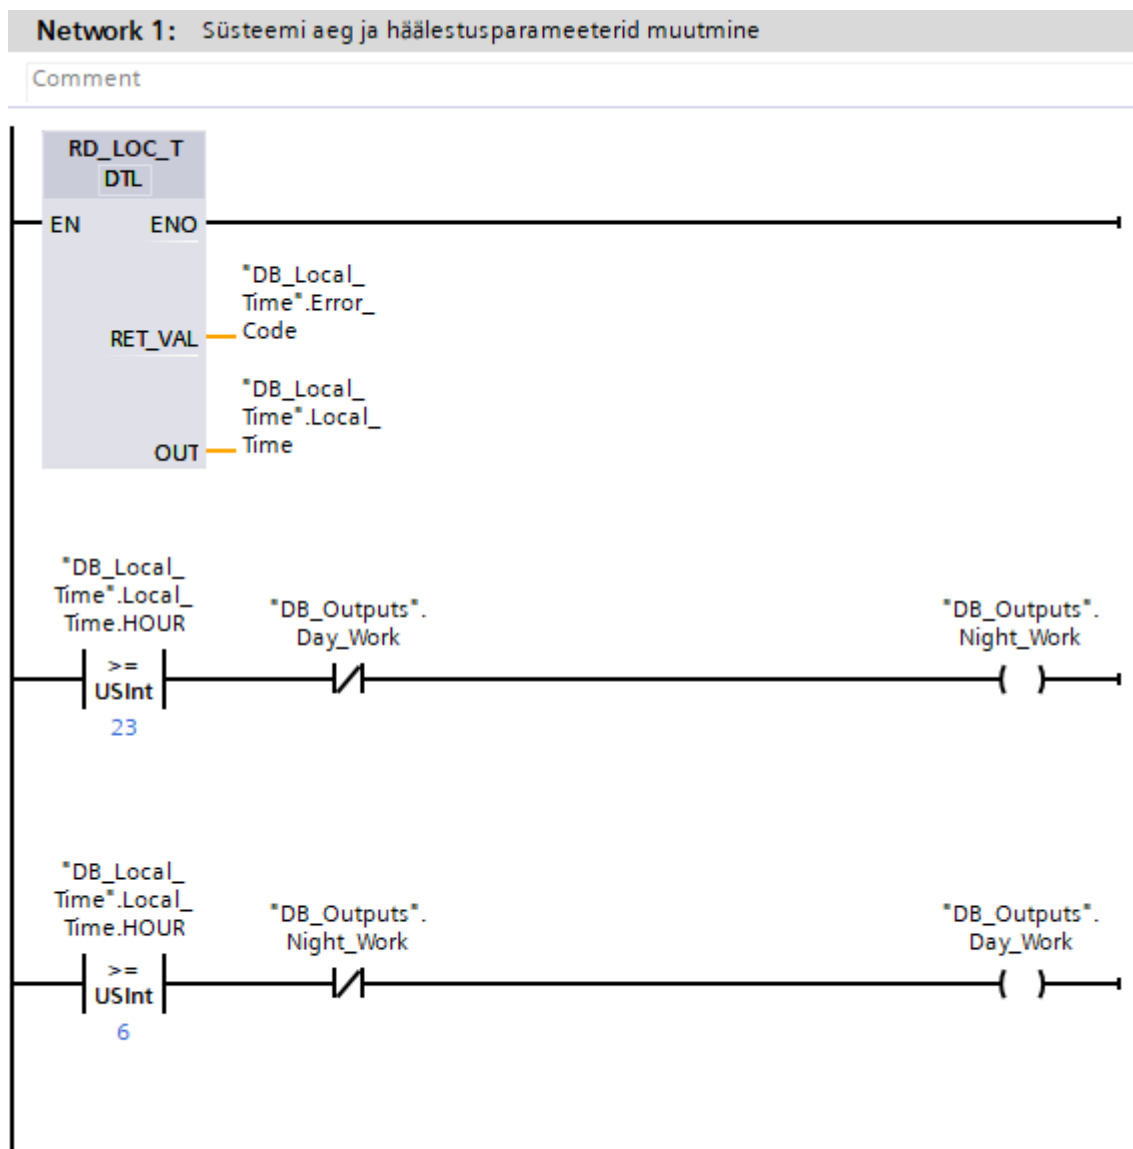 Network 1: Süsteemi aeg ja häälestusparameeterid muutmine
Comment
RD_LOC_T
DTL
EN ENO
"DB_Local_
Time".Error_
Code
RET_VAL
"DB_Local_
Time".Local_
Time
OUT
"DB_Local_
Time".Local_
Time.HOUR
"DB_Outputs".
Day_Work
"DB_Outputs".
Night_Work
>=
USInt
23
"DB_Local_
Time".Local_
Time.HOUR
"DB_Outputs".
Night_Work
"DB_Outputs".
Day_Work
>=
USInt
6